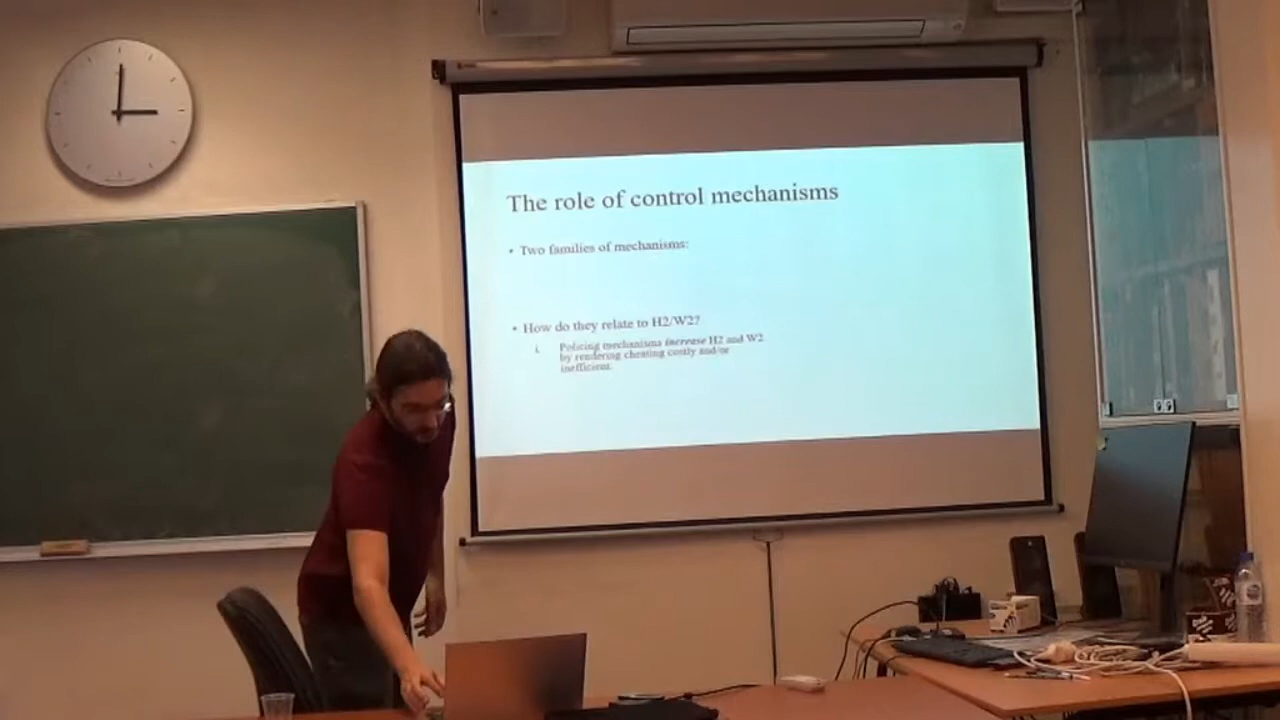 The role of control mechanisms
• Two families of mechanisms:
• How do they relate to H2/W2?
i. Policing mechanisms increase H2 and W2
by rendering cheating costly and/or
inefficient.